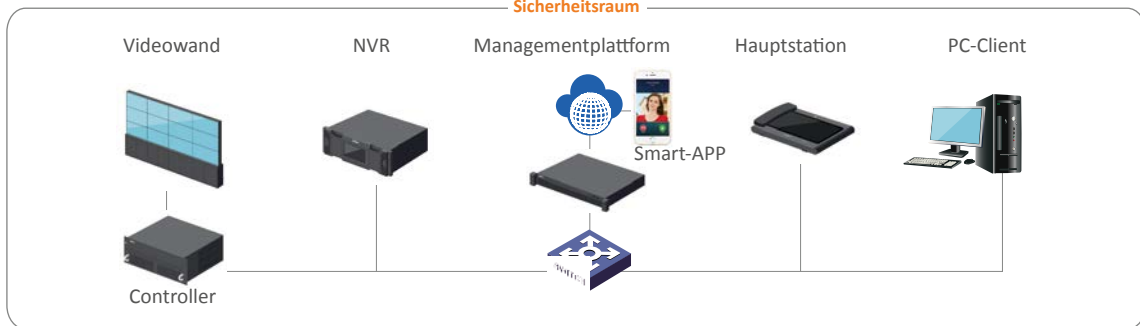 Sicherheitsraum
Videowand
NVR
Managementplattform
Hauptstation
PC-Client
Smart-APP
Controller